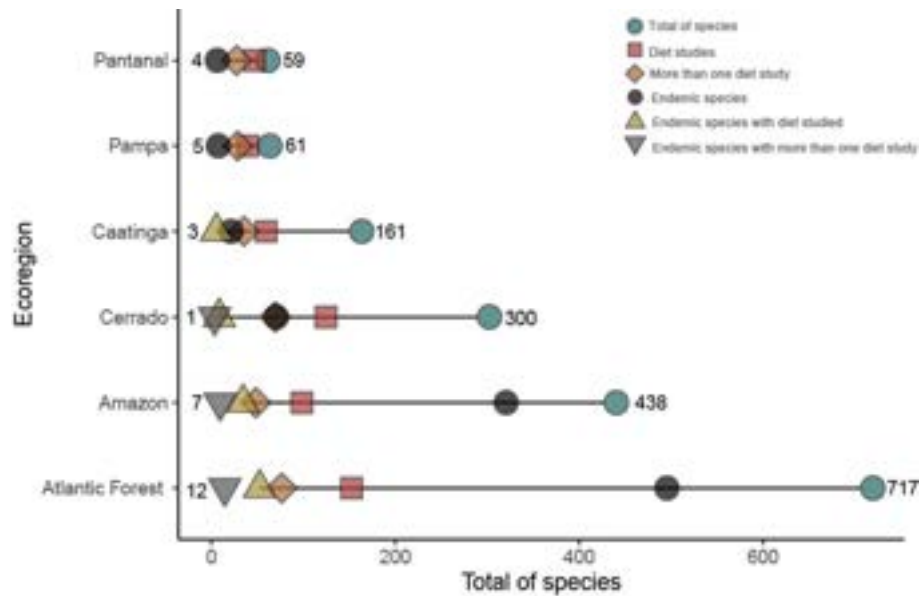 Total of species
Diet studies
More than one diet study
Endemic species
Endemic species with diet studied
Endemic species with more than one diet study
Pantanal 4 59
Pampa 5 61
Caatinga 3 161
Cerrado 1 300
Amazon 7 438
Atlantic Forest 12 717
Ecoregion
0 200 400 600
Total of species